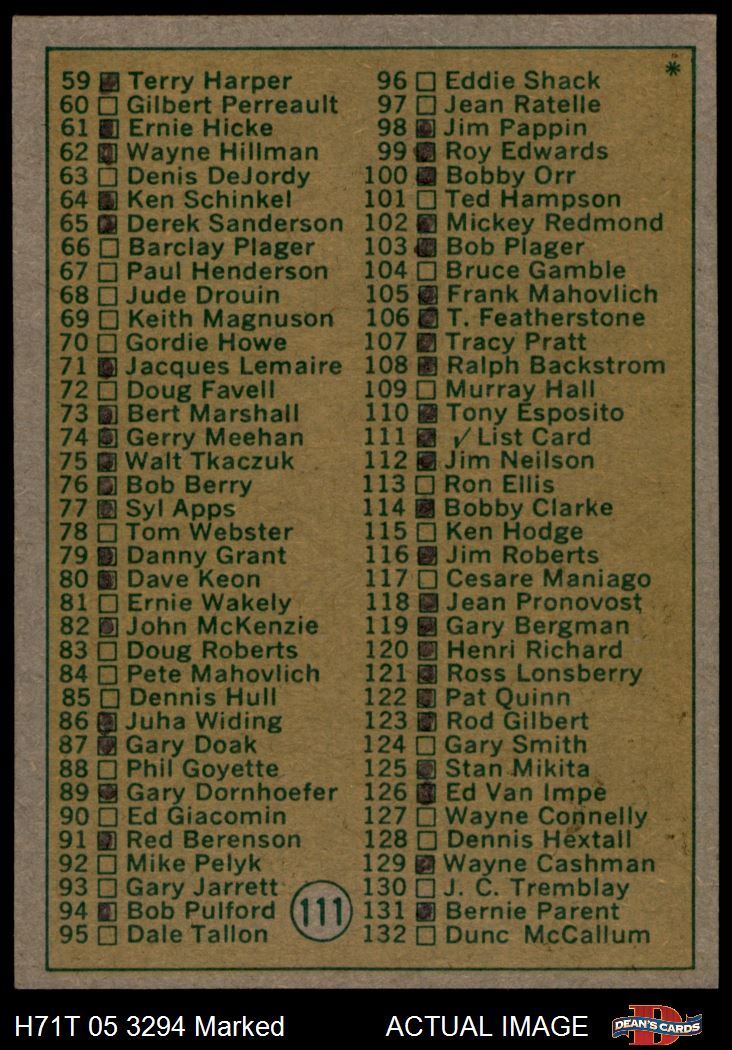 59 Terry Harper
60 Gilbert Perreault
61 Ernie Hicke
62 Wayne Hillman
63 Denis DeJordy
64 Ken Schinkel
65 Derek Sanderson
66 Barclay Plager
67 Paul Henderson
68 Jude Drouin
69 Keith Magnuson
70 Gordie Howe
71 Jacques Lemaire
72 Doug Favell
73 Bert Marshall
74 Gerry Meehan
75 Walt Tkaczuk
76 Bob Berry
77 Syl Apps
78 Tom Webster
79 Danny Grant
80 Dave Keon
81 Ernie Wakely
82 John McKenzie
83 Doug Roberts
84 Pete Mahovlich
85 Dennis Hull
86 Juha Widing
87 Gary Doak
88 Phil Goyette
89 Gary Dornhoefer
90 Ed Giacomin
91 Red Berenson
92 Mike Pelyk
93 Gary Jarrett
94 Bob Pulford
95 Dale Tallon
111
*
96 Eddie Shack
97 Jean Ratelle
98 Jim Pappin
99 Roy Edwards
100 Bobby Orr
101 Ted Hampson
102 Mickey Redmond
103 Bob Plager
104 Bruce Gamble
105 Frank Mahovlich
106 T. Featherstone
107 Tracy Pratt
108 Ralph Backstrom
109 Murray Hall
110 Tony Esposito
111 ✓List Card
112 Jim Neilson
113 Ron Ellis
114 Bobby Clarke
115 Ken Hodge
116 Jim Roberts
117 Cesare Maniago
118 Jean Pronovost
119 Gary Bergman
120 Henri Richard
121 Ross Lonsberry
122 Pat Quinn
123 Rod Gilbert
124 Gary Smith
125 Stan Mikita
126 Ed Van Impe
127 Wayne Connelly
128 Dennis Hextall
129 Wayne Cashman
130 J. C. Tremblay
131 Bernie Parent
132 Dunc McCallum
H71T 05 3294 Marked
ACTUAL IMAGE
D
DEAN'S CARDS